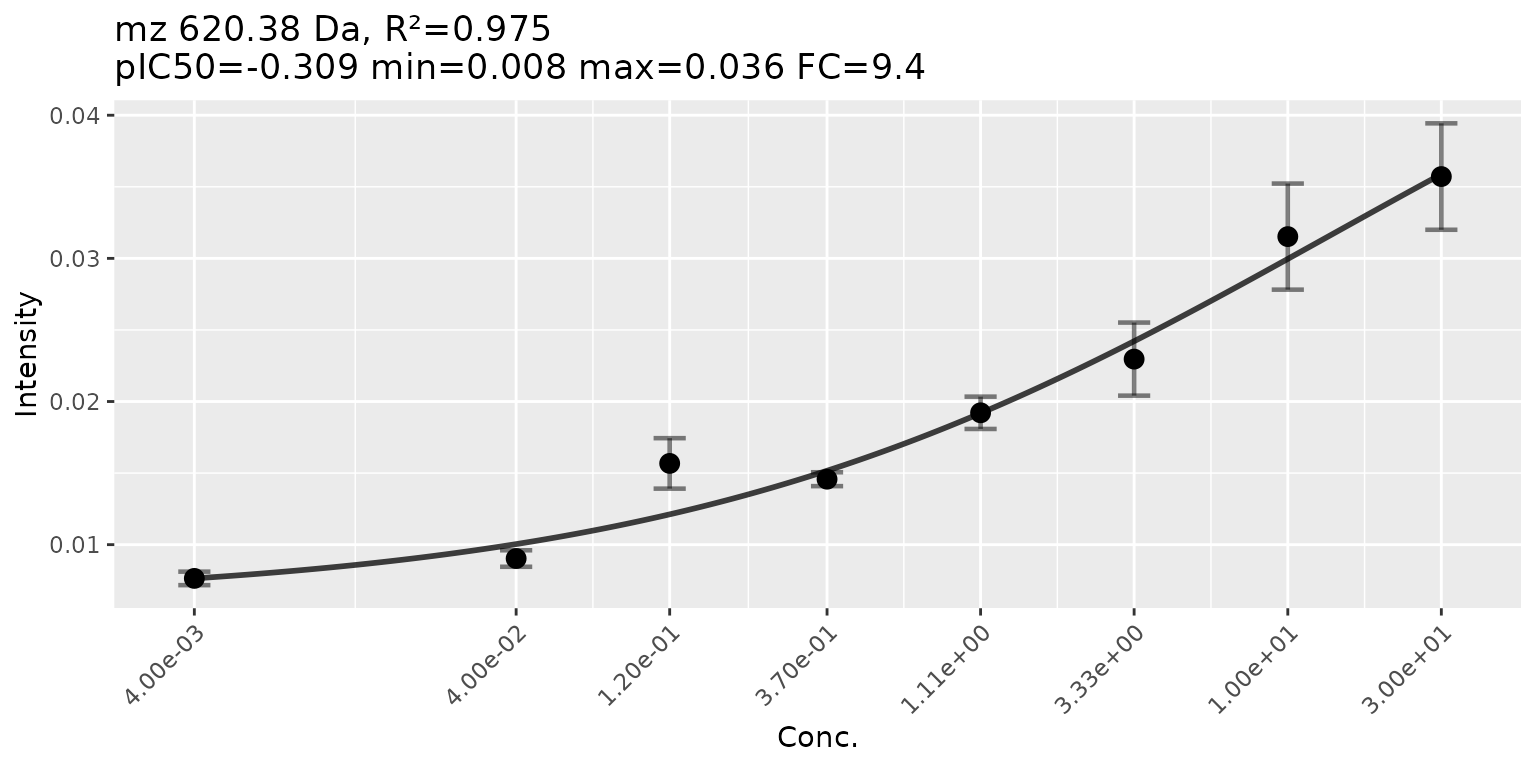 mz 620.38 Da, R²=0.975
pIC50=-0.309 min=0.008 max=0.036 FC=9.4
Intensity
0.04
0.03
0.02
0.01
4.00e-03
4.00e-02
1.20e-01
3.70e-01
1.11e+00
3.33e+00
1.00e+01
3.00e+01
Conc.